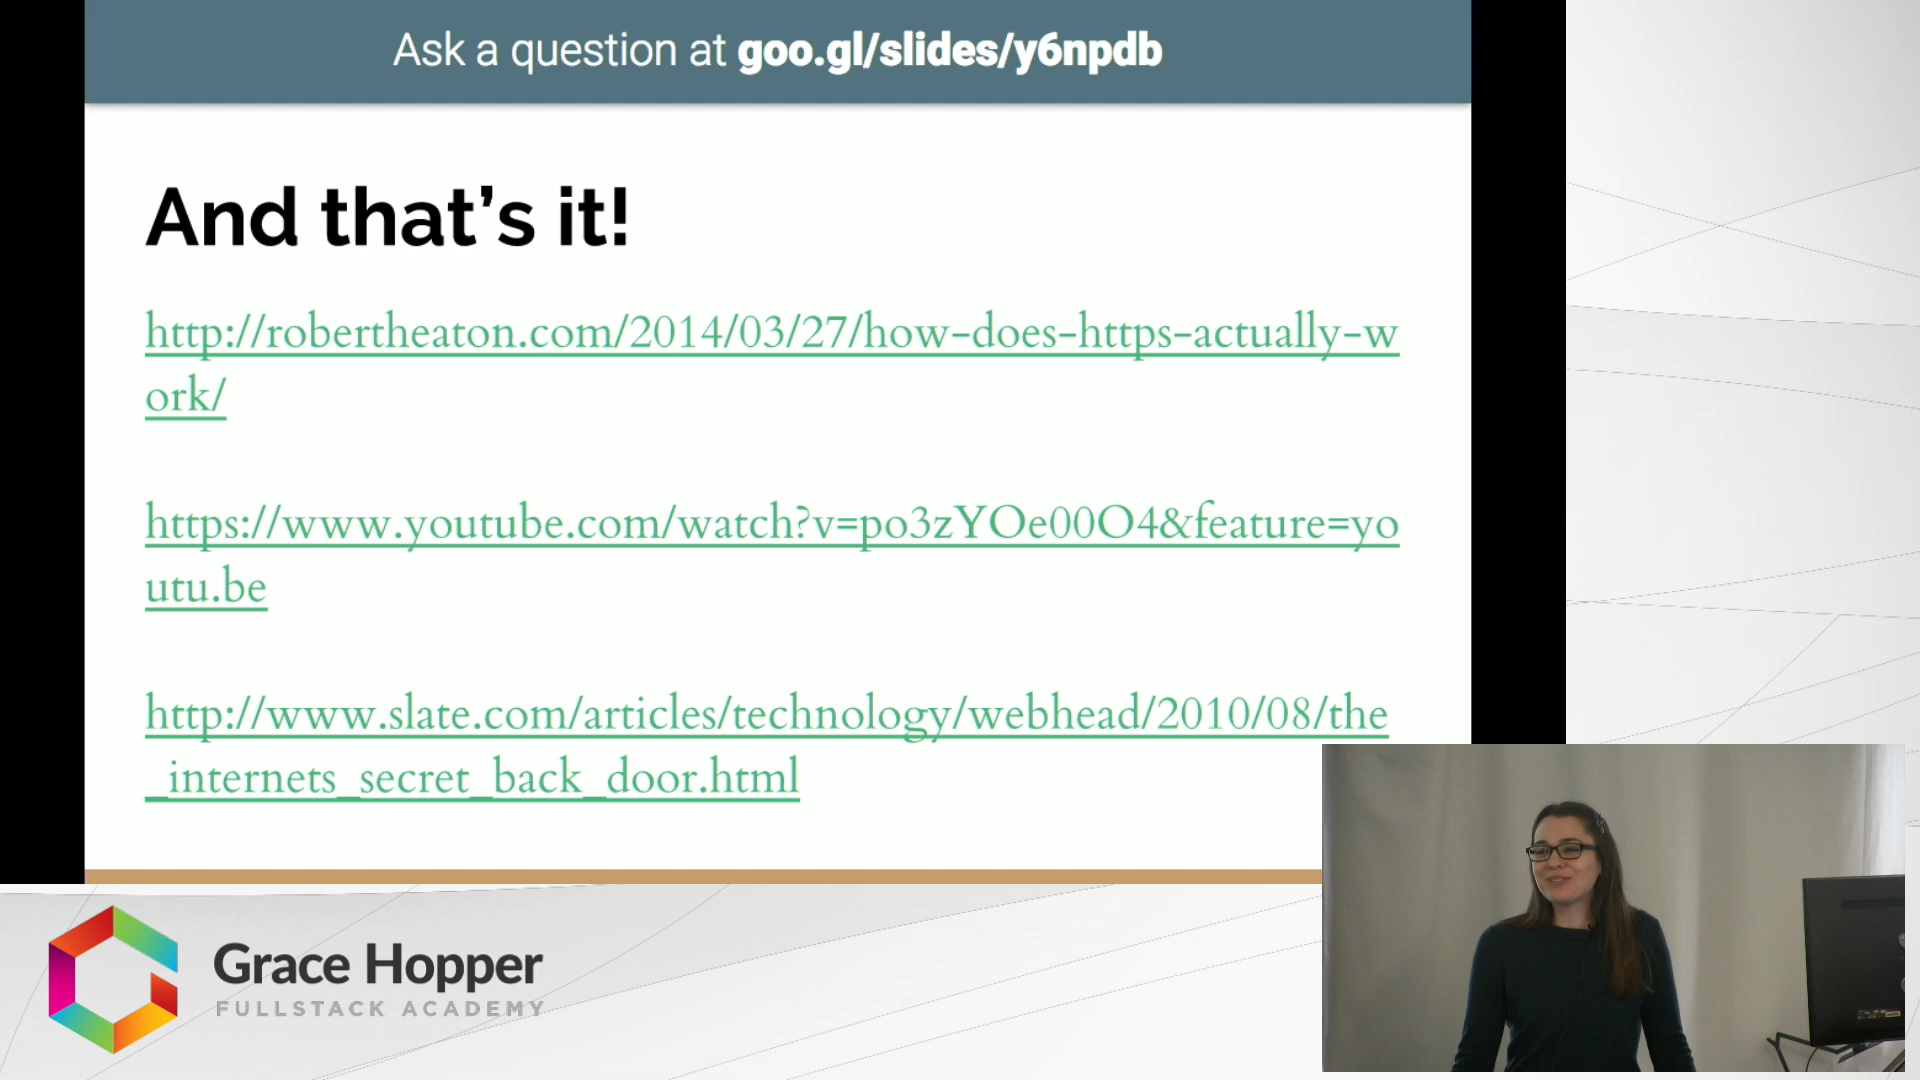 Ask a question at goo.gl/slides/y6npdb
And that's it!
http://robertheaton.com/2014/03/27/how-does-https-actually-w
ork/
https://www.youtube.com/watch?v=po3zYOe00O4&feature=yo
utu.be
http://www.slate.com/articles/technology/webhead/2010/08/the
_internets_secret_back_door.html
Grace Hopper
FULLSTACK ACADEMY